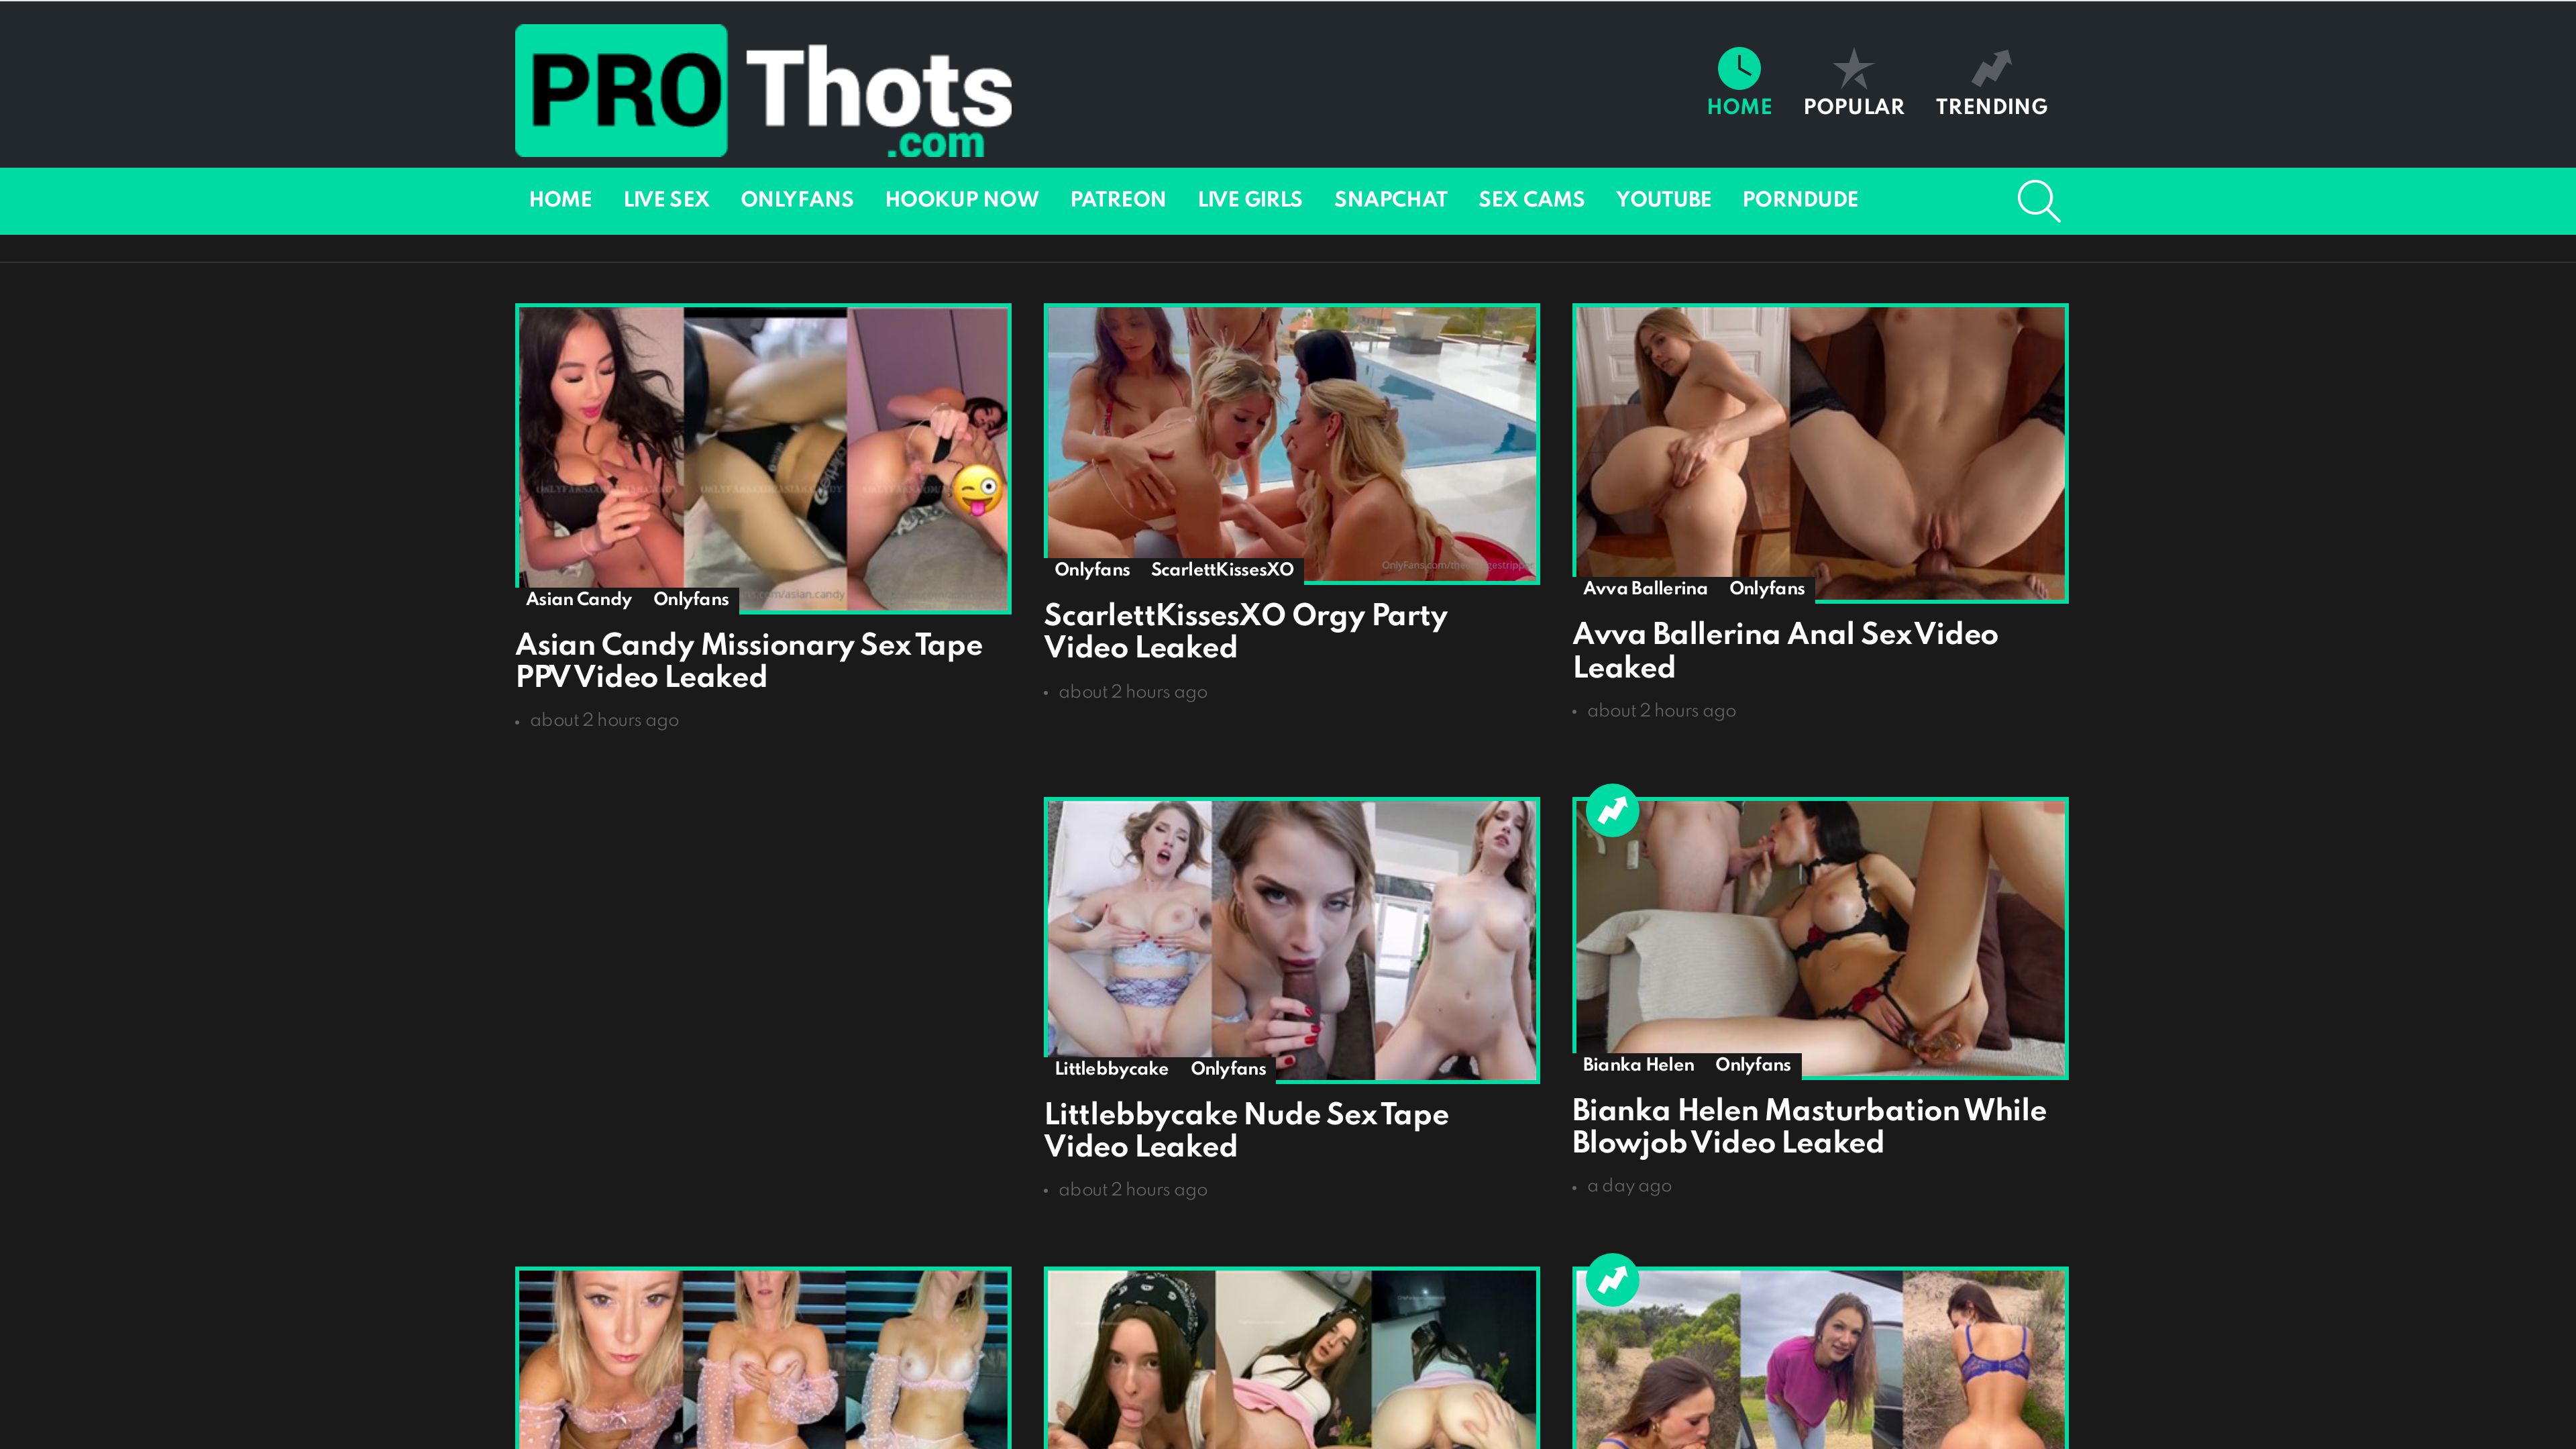 PRO Thots
.com
HOME POPULAR TRENDING
HOME LIVE SEX ONLYFANS HOOKUP NOW PATREON LIVE GIRLS SNAPCHAT SEX CAMS YOUTUBE PORNDUDE
Asian Candy Onlyfans
Asian Candy Missionary Sex Tape
PPV Video Leaked
about 2 hours ago
Onlyfans ScarlettKissesXO
ScarlettKissesXO Orgy Party
Video Leaked
about 2 hours ago
Avva Ballerina Onlyfans
Avva Ballerina Anal Sex Video
Leaked
about 2 hours ago
Littlebbycake Onlyfans
Littlebbycake Nude Sex Tape
Video Leaked
about 2 hours ago
Bianka Helen Onlyfans
Bianka Helen Masturbation While
Blowjob Video Leaked
a day ago